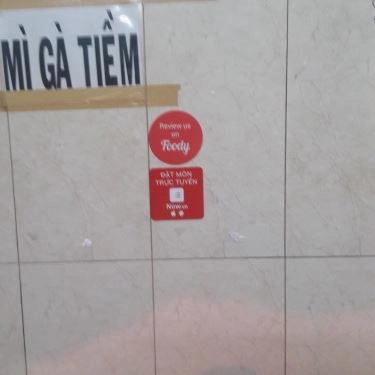 MÌ GÀ TIỀM
Review us
on
Foody
ĐẶT MÓN
TRỰC TUYẾN
Now.vn